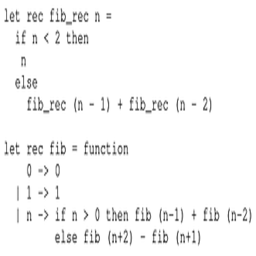 let rec fib_rec n =
  if n < 2 then
   n
  else
    fib_rec (n - 1) + fib_rec (n - 2)

let rec fib = function
    0 -> 0
  | 1 -> 1
  | n -> if n > 0 then fib (n-1) + fib (n-2)
         else fib (n+2) - fib (n+1)